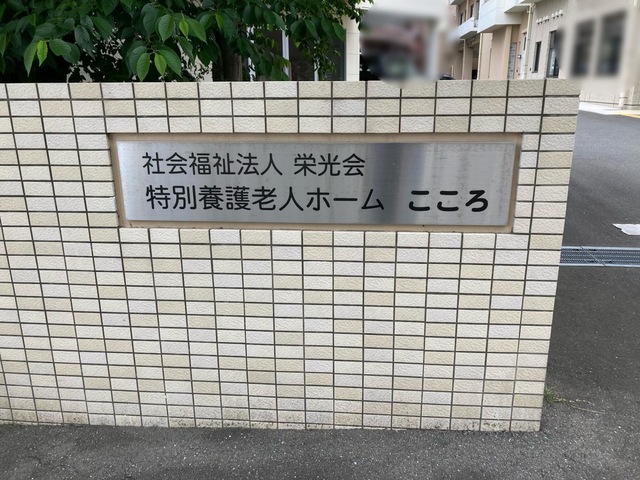 社会福祉法人 栄光会
特別養護老人ホーム こころ